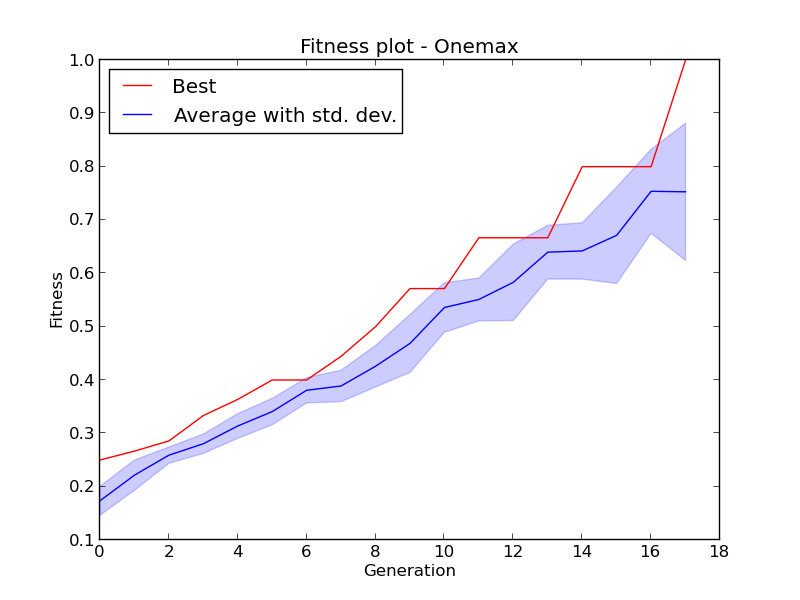 Fitness plot - Onemax
Best
Average with std. dev.
1.0
0.9
0.8
0.7
0.6
0.5
0.4
0.3
0.2
0.1
Fitness
0 2 4 6 8 10 12 14 16 18
Generation